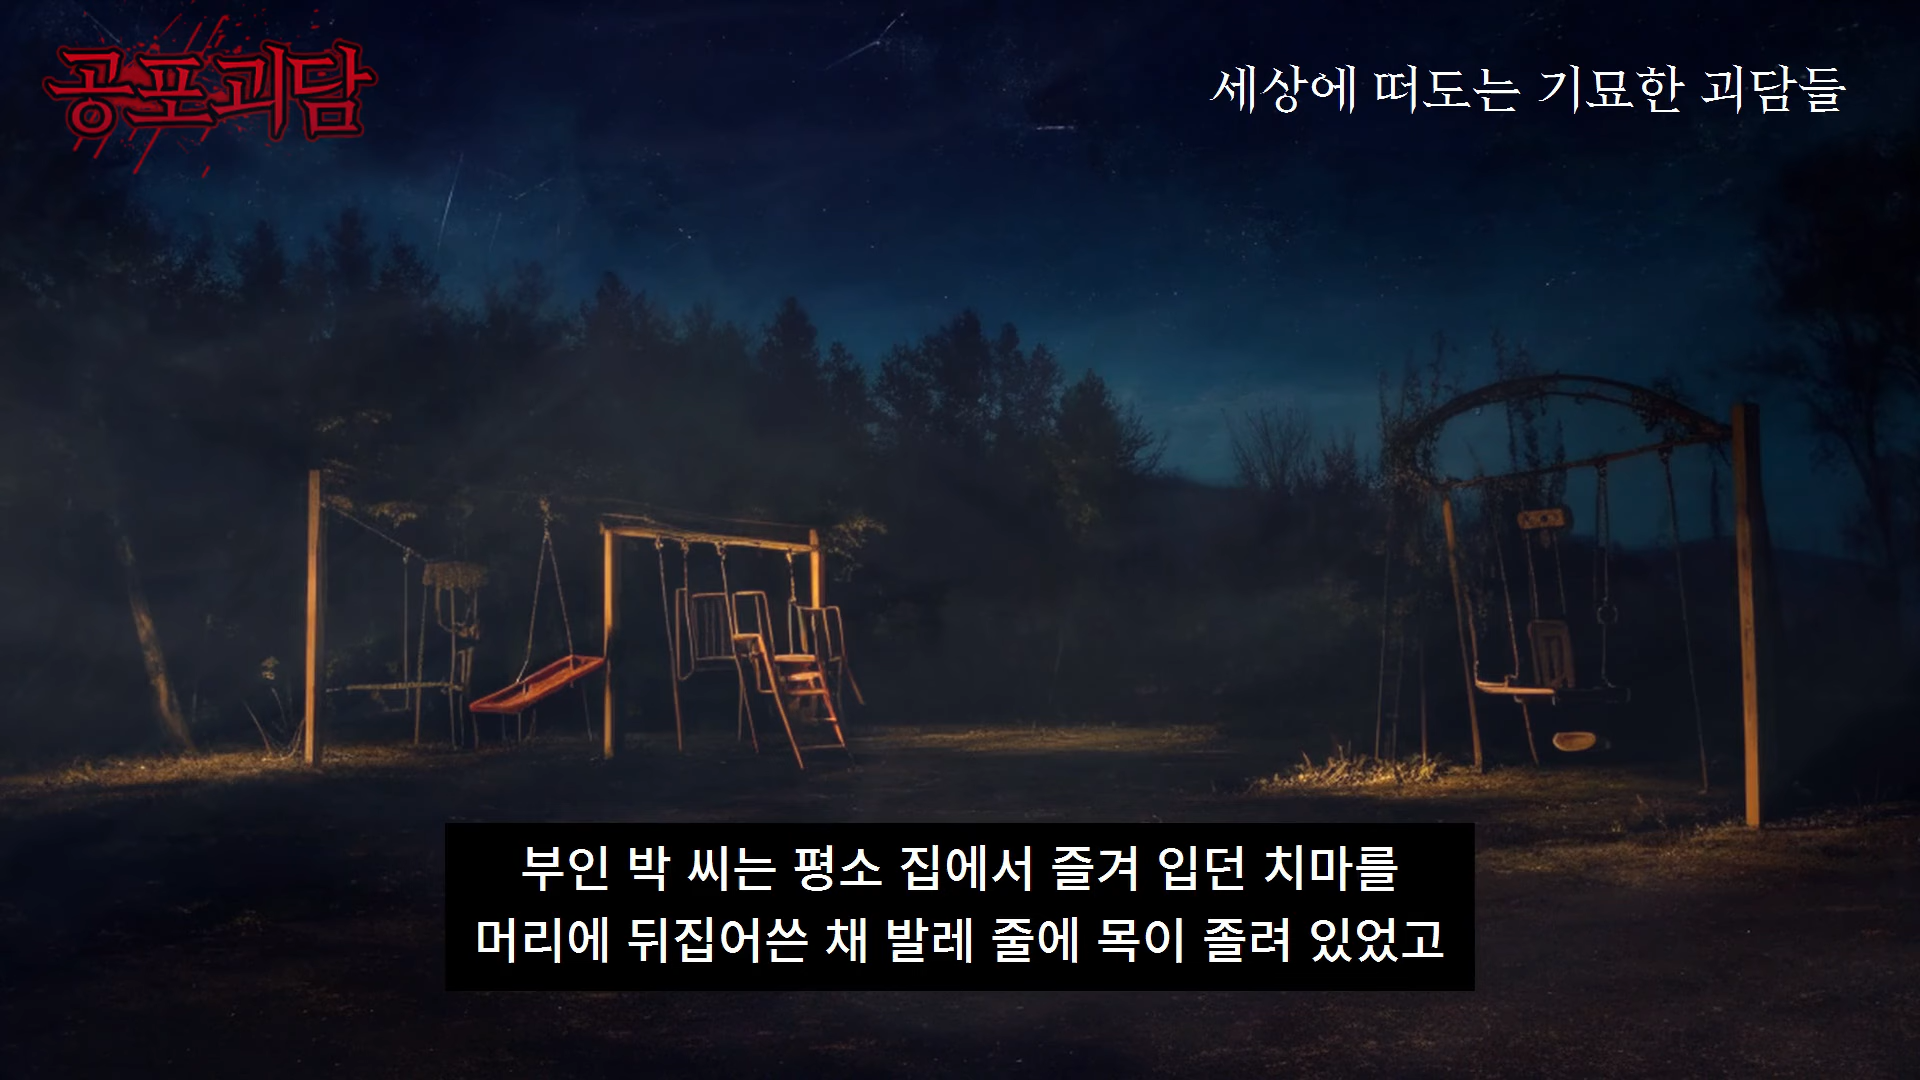 공포괴담
세상에 떠도는 기묘한 괴담들
부인 박 씨는 평소 집에서 즐겨 입던 치마를
머리에 뒤집어쓴 채 발레 줄에 목이 졸려 있었고